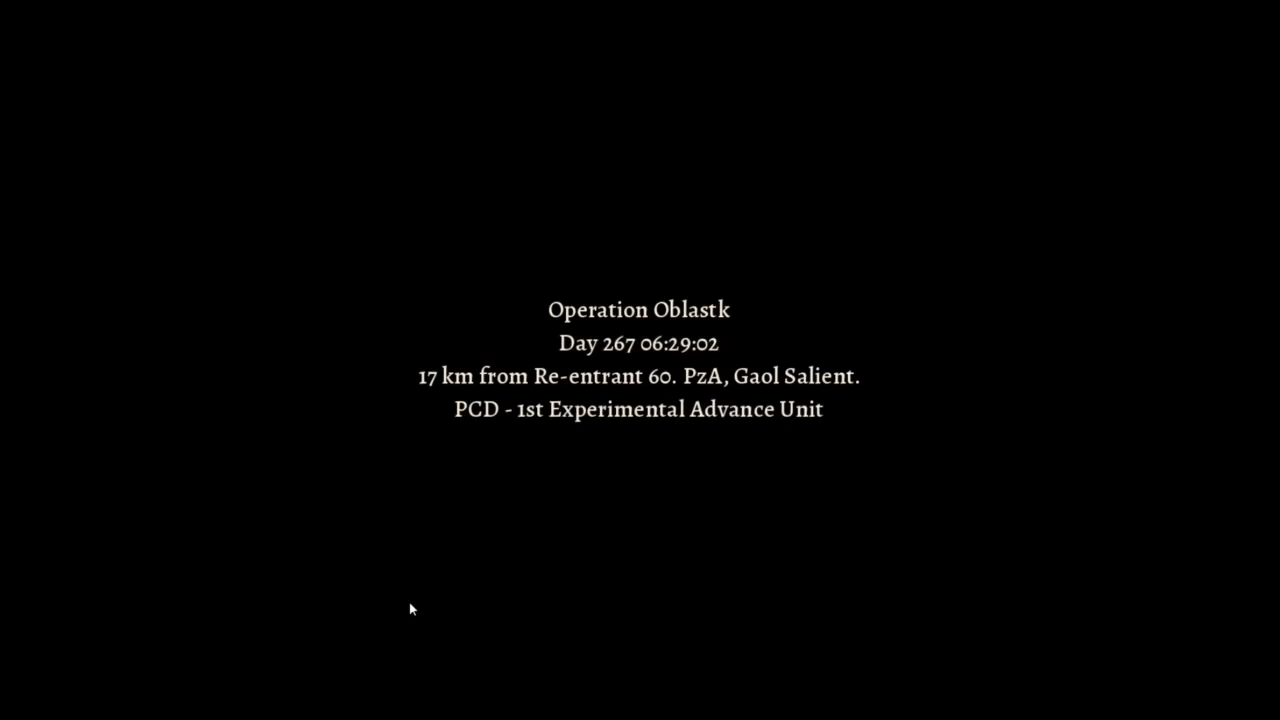 Operation Oblastk
Day 267 06:29:02
17 km from Re-entrant 60. PzA, Gaol Salient.
PCD - 1st Experimental Advance Unit